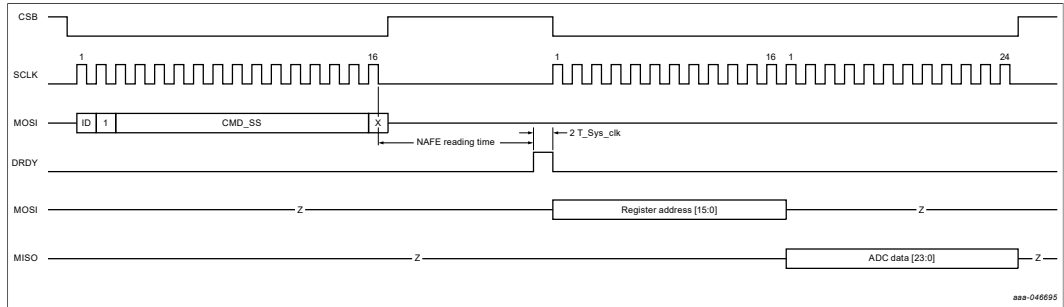 CSB
1 16 1 16 1 24
SCLK
MOSI ID 1 CMD_SS X
2 T_Sys_clk
NAFE reading time
DRDY
MOSI Z Register address [15:0] Z
MISO Z ADC data [23:0] Z
aaa-046695